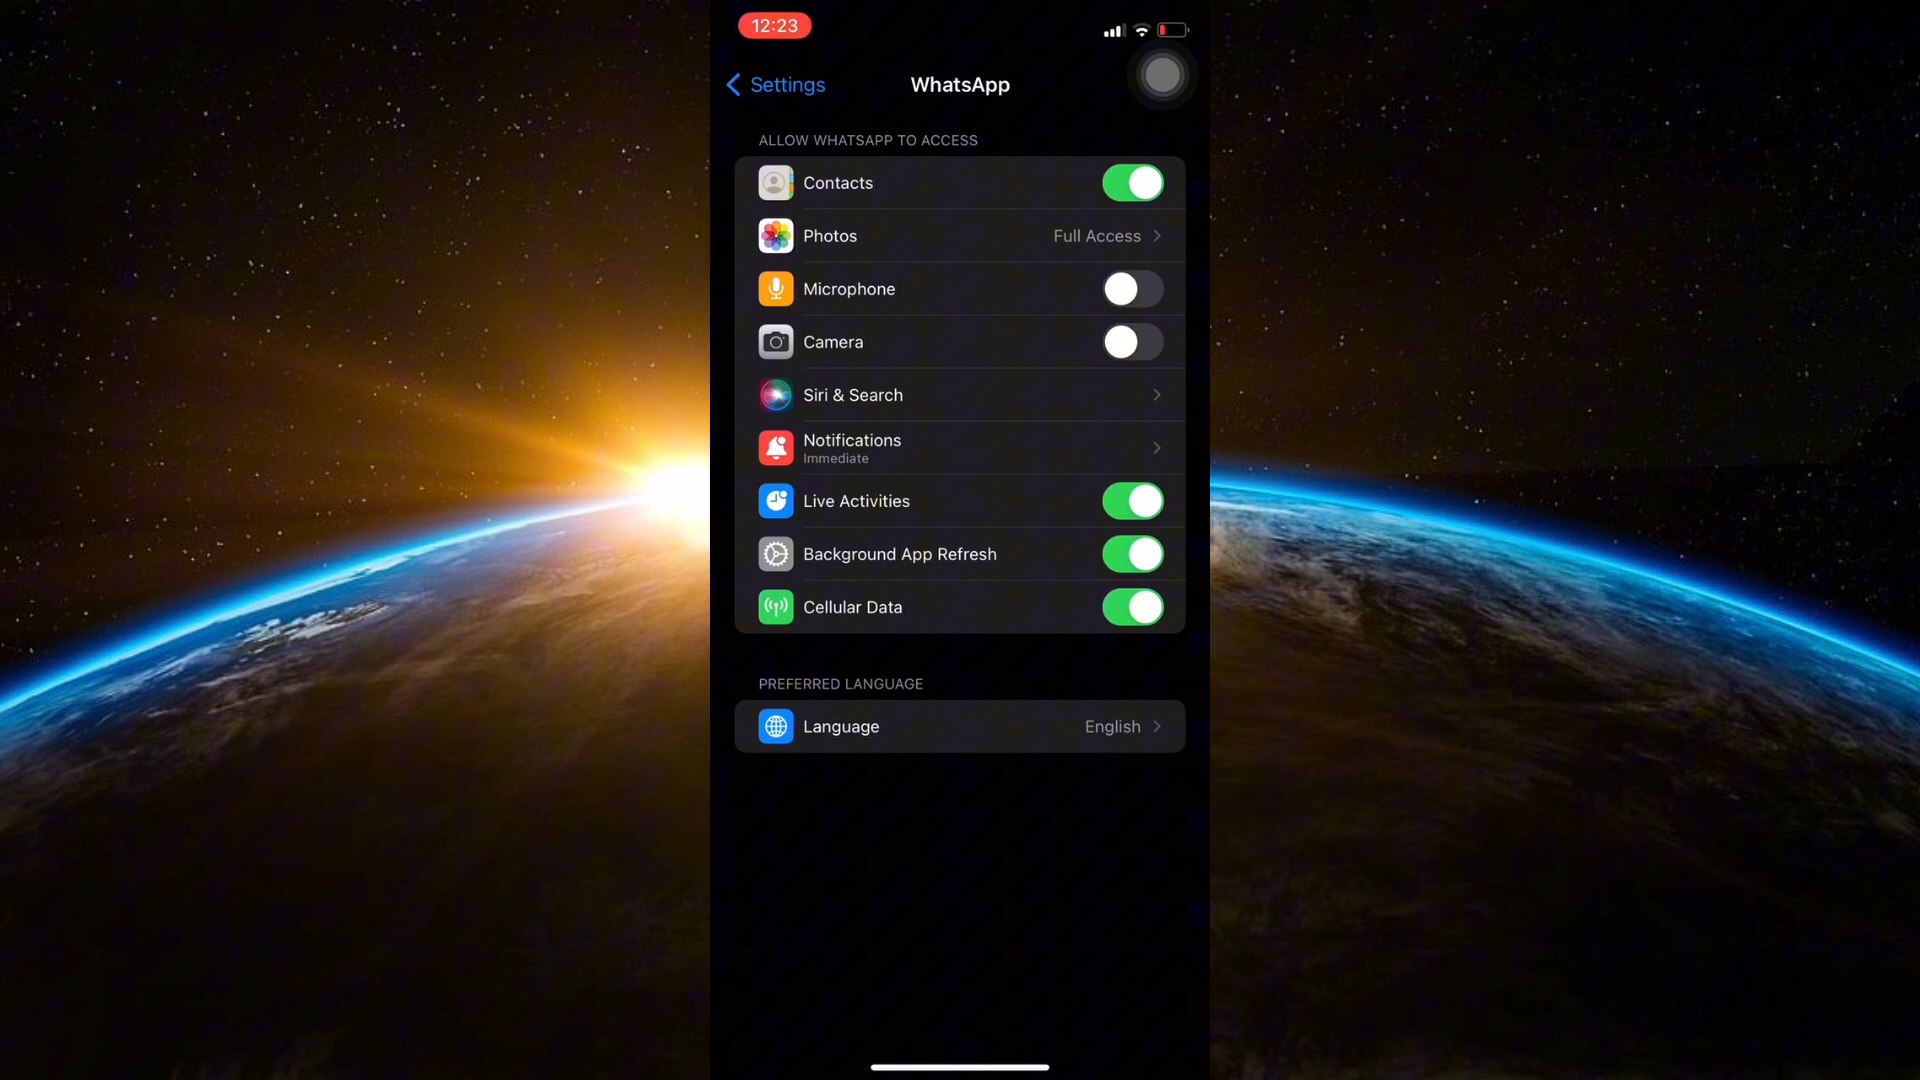 12:23
Settings
WhatsApp
ALLOW WHATSAPP TO ACCESS
Contacts
Photos Full Access
Microphone
Camera
Siri & Search
Notifications
Immediate
Live Activities
Background App Refresh
Cellular Data
PREFERRED LANGUAGE
Language English